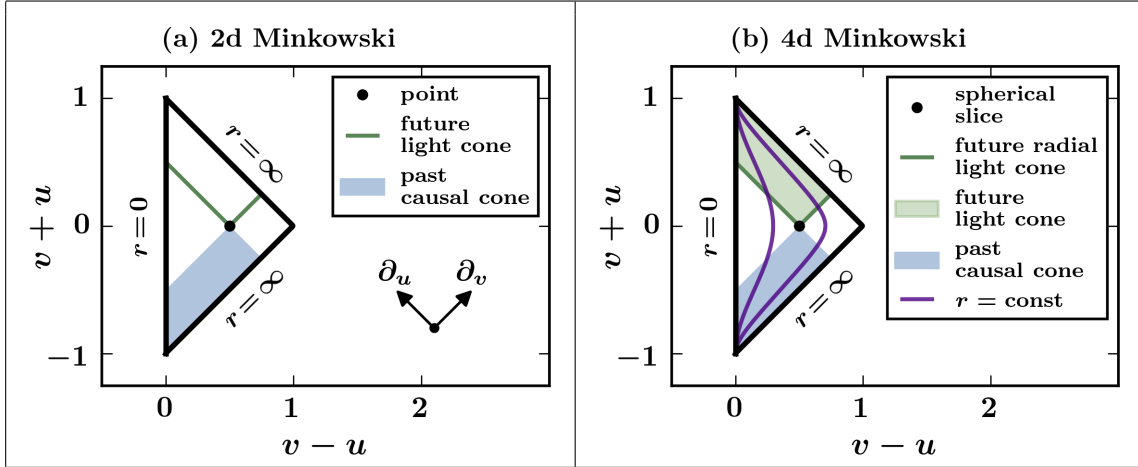 (a) 2d Minkowski
point
future
light cone
past
causal cone
r = ∞
r = 0
r = ∞
∂u ∂v
v + u
1
0
−1
0 1 2
v − u
(b) 4d Minkowski
spherical
slice
future radial
light cone
future
light cone
past
causal cone
r = const
r = ∞
r = 0
r = ∞
v + u
1
0
−1
0 1 2
v − u